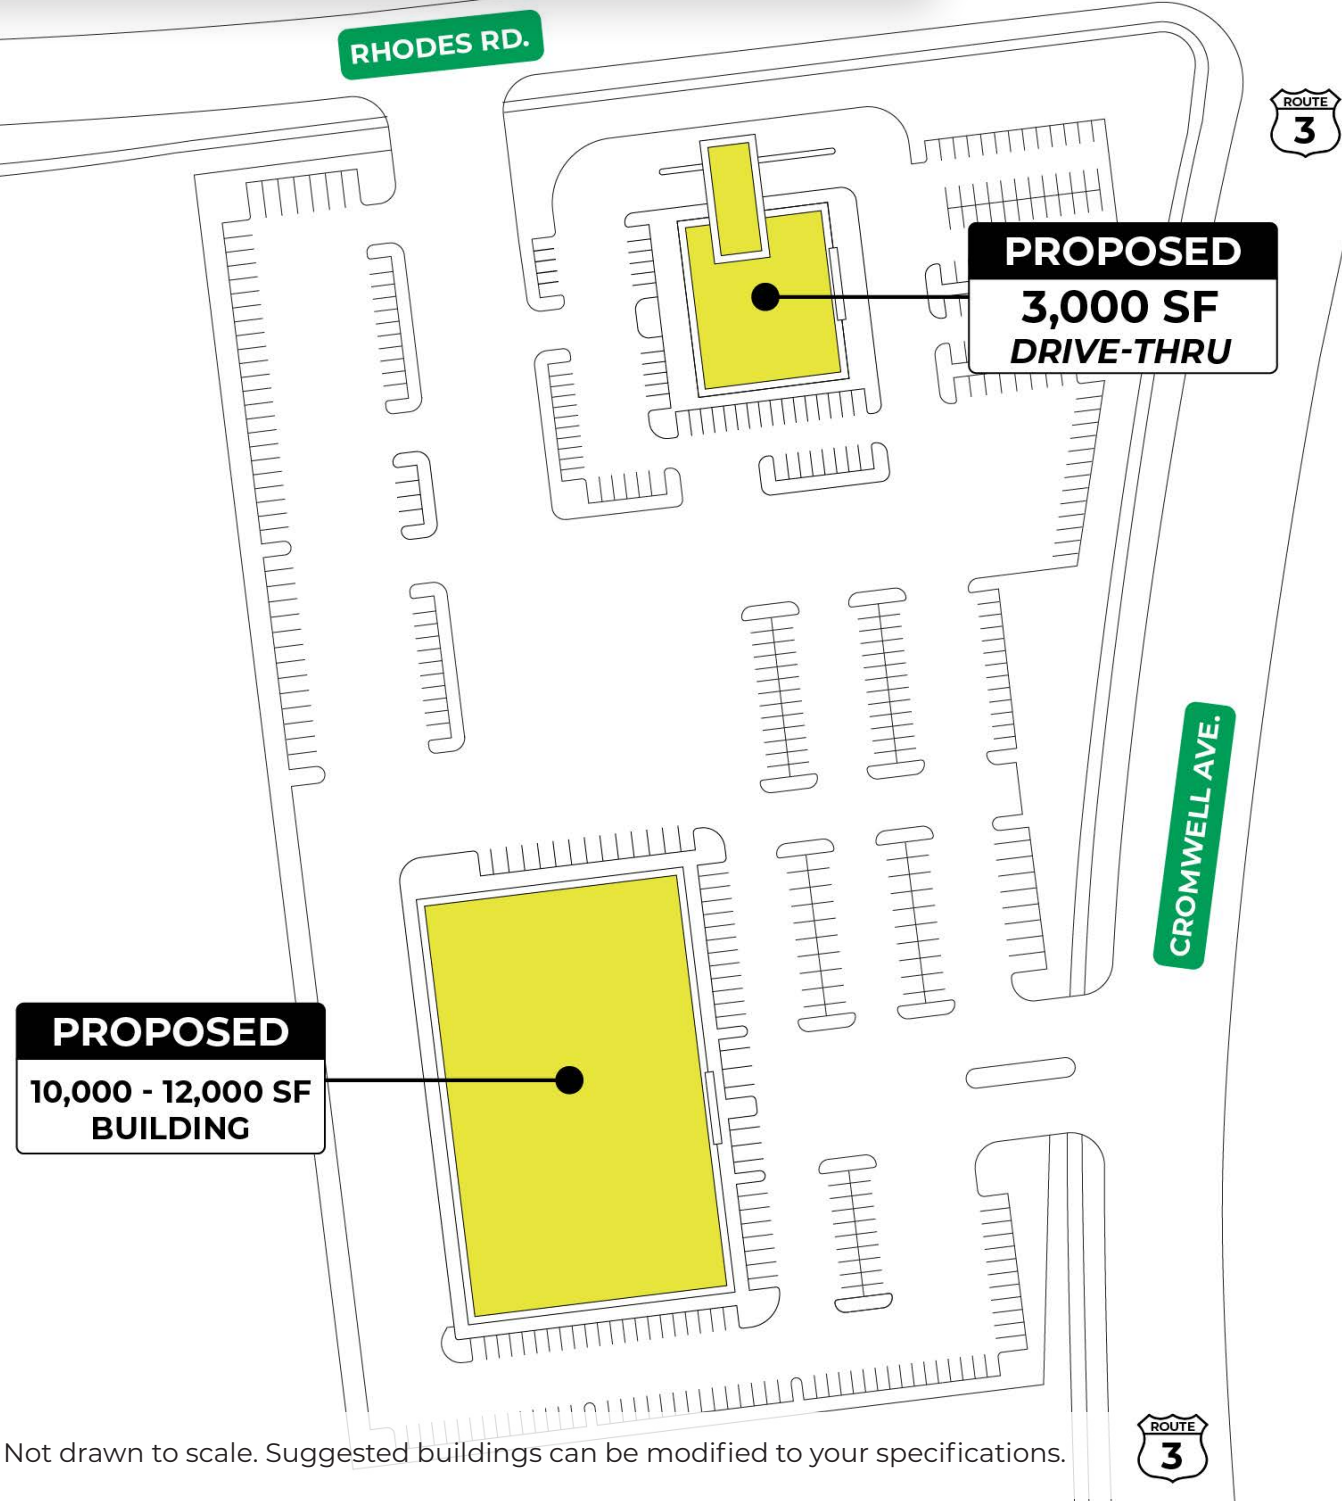 RHODES RD.
ROUTE
3
PROPOSED
3,000 SF
DRIVE-THRU
CROMWELL AVE.
PROPOSED
10,000 - 12,000 SF
BUILDING
ROUTE
3
Not drawn to scale. Suggested buildings can be modified to your specifications.